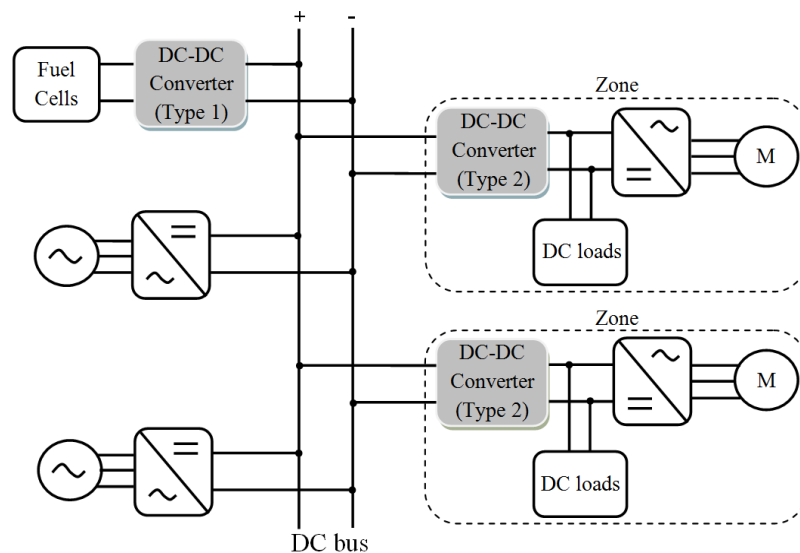 + -
Fuel
Cells
DC-DC
Converter
(Type 1)
Zone
DC-DC
Converter
(Type 2)
M
DC loads
Zone
DC-DC
Converter
(Type 2)
M
DC loads
DC bus